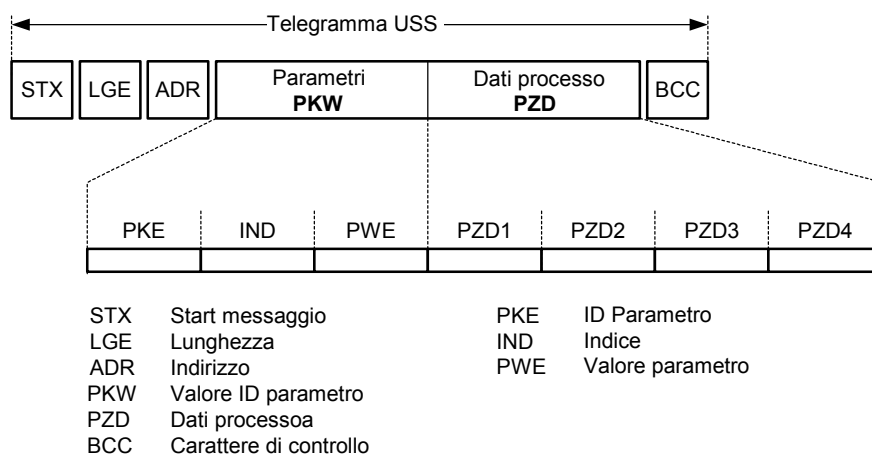 Telegramma USS
STX LGE ADR Parametri PKW Dati processo PZD BCC
PKE IND PWE PZD1 PZD2 PZD3 PZD4
STX Start messaggio
LGE Lunghezza
ADR Indirizzo
PKW Valore ID parametro
PZD Dati processoa
BCC Carattere di controllo
PKE ID Parametro
IND Indice
PWE Valore parametro